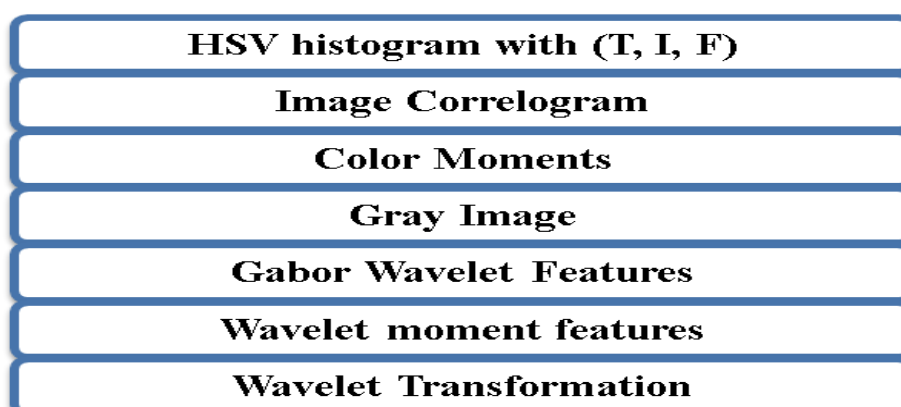 HSV histogram with (T, I, F)
Image Correlogram
Color Moments
Gray Image
Gabor Wavelet Features
Wavelet moment features
Wavelet Transformation